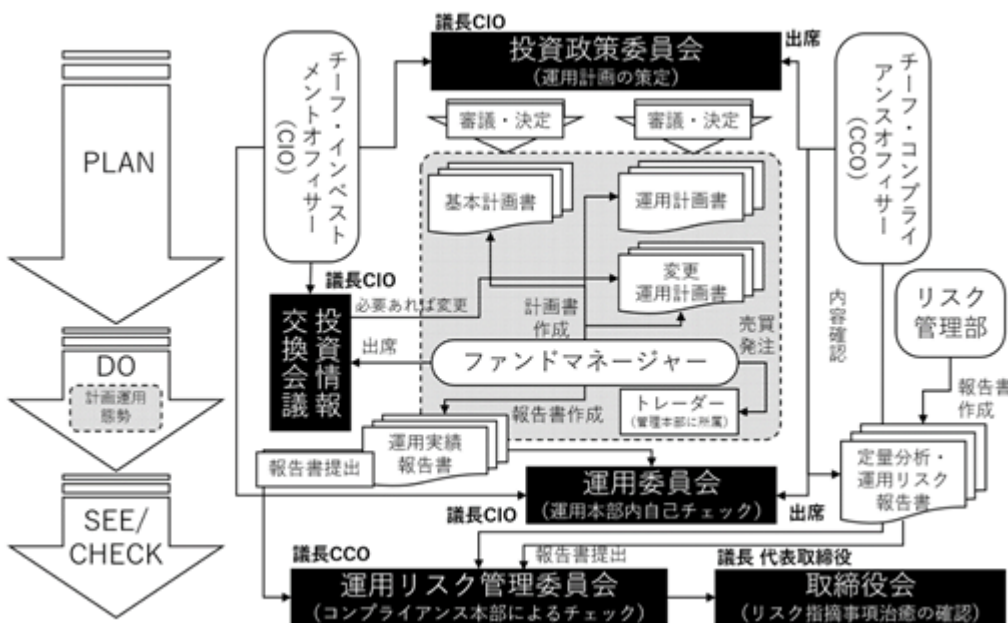 PLAN
DO
計画運用
態勢
SEE/
CHECK
チーフ・インベスト
メントオフィサー
(CIO)
議長CIO
投資政策委員会
(運用計画の策定)
出席
チーフ・コンプライ
アンスオフィサー
(CCO)
審議・決定
審議・決定
基本計画書
運用計画書
変更
運用計画書
議長CIO
投資情報
交換会議
必要あれば変更
出席
計画書
作成
売買
発注
ファンドマネージャー
トレーダー
(管理本部に所属)
内容確認
リスク
管理部
報告書
作成
報告書作成
運用実績
報告書
報告書提出
定量分析・
運用リスク
報告書
運用委員会
(運用本部内自己チェック)
議長CIO
出席
報告書提出
議長CCO
運用リスク管理委員会
(コンプライアンス本部によるチェック)
議長 代表取締役
取締役会
(リスク指摘事項治癒の確認)